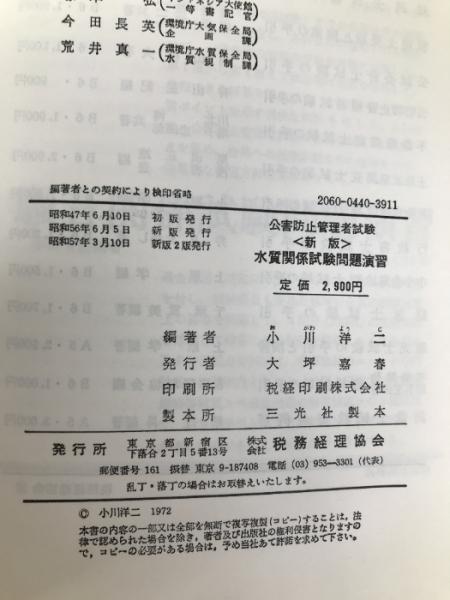 今田長英（環境庁大気保全局企画課）
荒井真一（環境庁水質保全局水質規制課）
編著者との契約により検印省略
2060-0440-3911
昭和47年6月10日　初版発行
昭和56年6月5日　新版発行
昭和57年3月10日　新版2版発行
公害防止管理者試験
＜新版＞
水質関係試験問題演習
定価 2,900円
編著者　小川洋二
発行者　大坪嘉春
印刷所　税経印刷株式会社
製本所　三光社製本
発行所　東京都新宿区下落合2丁目5番13号　株式会社　税務経理協会
郵便番号 161　振替 東京 9-187408　電話 (03) 953―3301 (代表)
乱丁・落丁の場合はお取替えいたします。
© 小川洋二 1972
本書の内容の一部又は全部を無断で複写複製(コピー)することは，法
律で認められた場合を除き，著者及び出版社の権利侵害となりますの
で，コピーの必要がある場合は，予め当社あて許諾を求めて下さい。